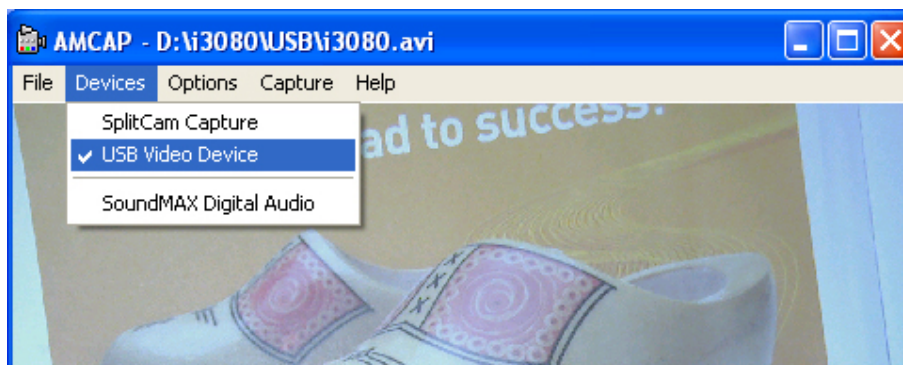 AMCAP - D:\i3080\USB\i3080.avi
File Devices Options Capture Help
SplitCam Capture
USB Video Device
SoundMAX Digital Audio
ad to success!